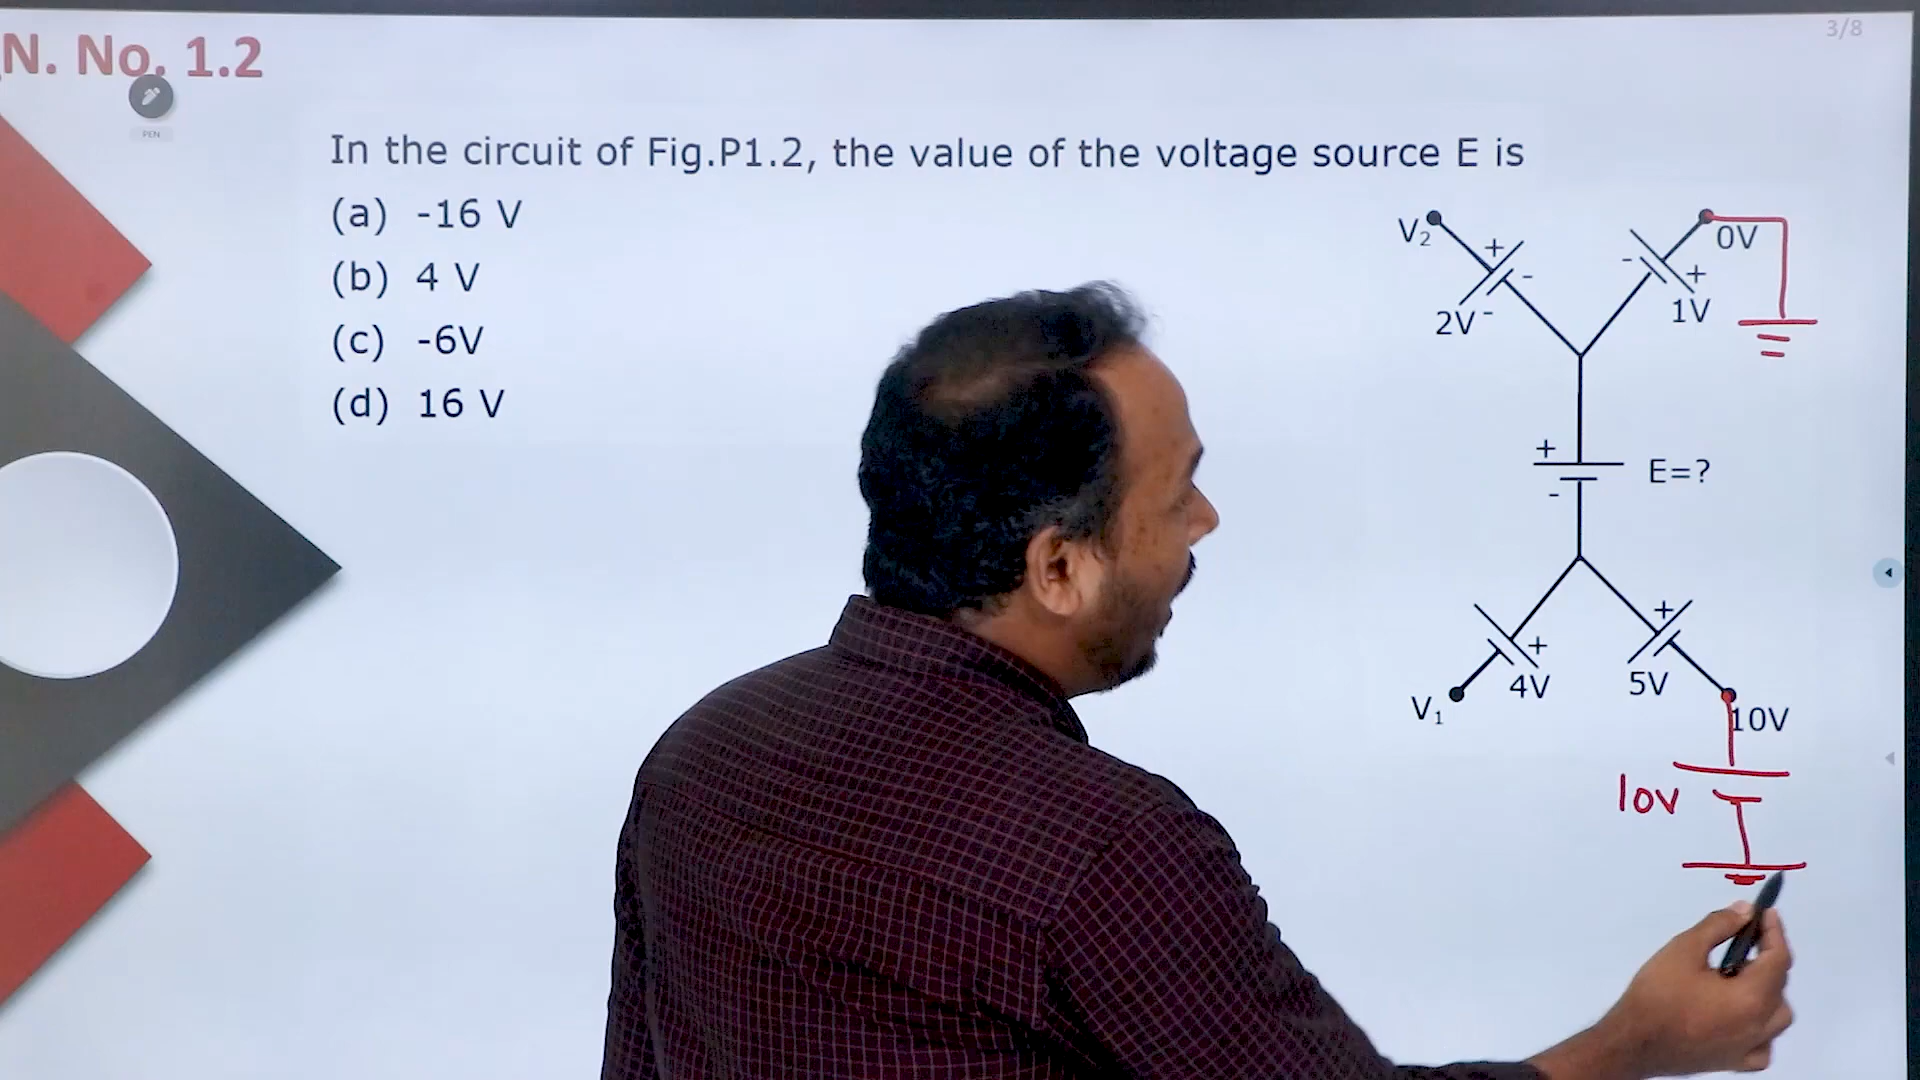 3/8
N. No. 1.2
PEN
In the circuit of Fig.P1.2, the value of the voltage source E is
(a) -16 V
(b) 4 V
(c) -6V
(d) 16 V
V₂
+
-
2V
-
0V
-
+
1V
+
-
E=?
+
4V
V₁
+
5V
10V
10V